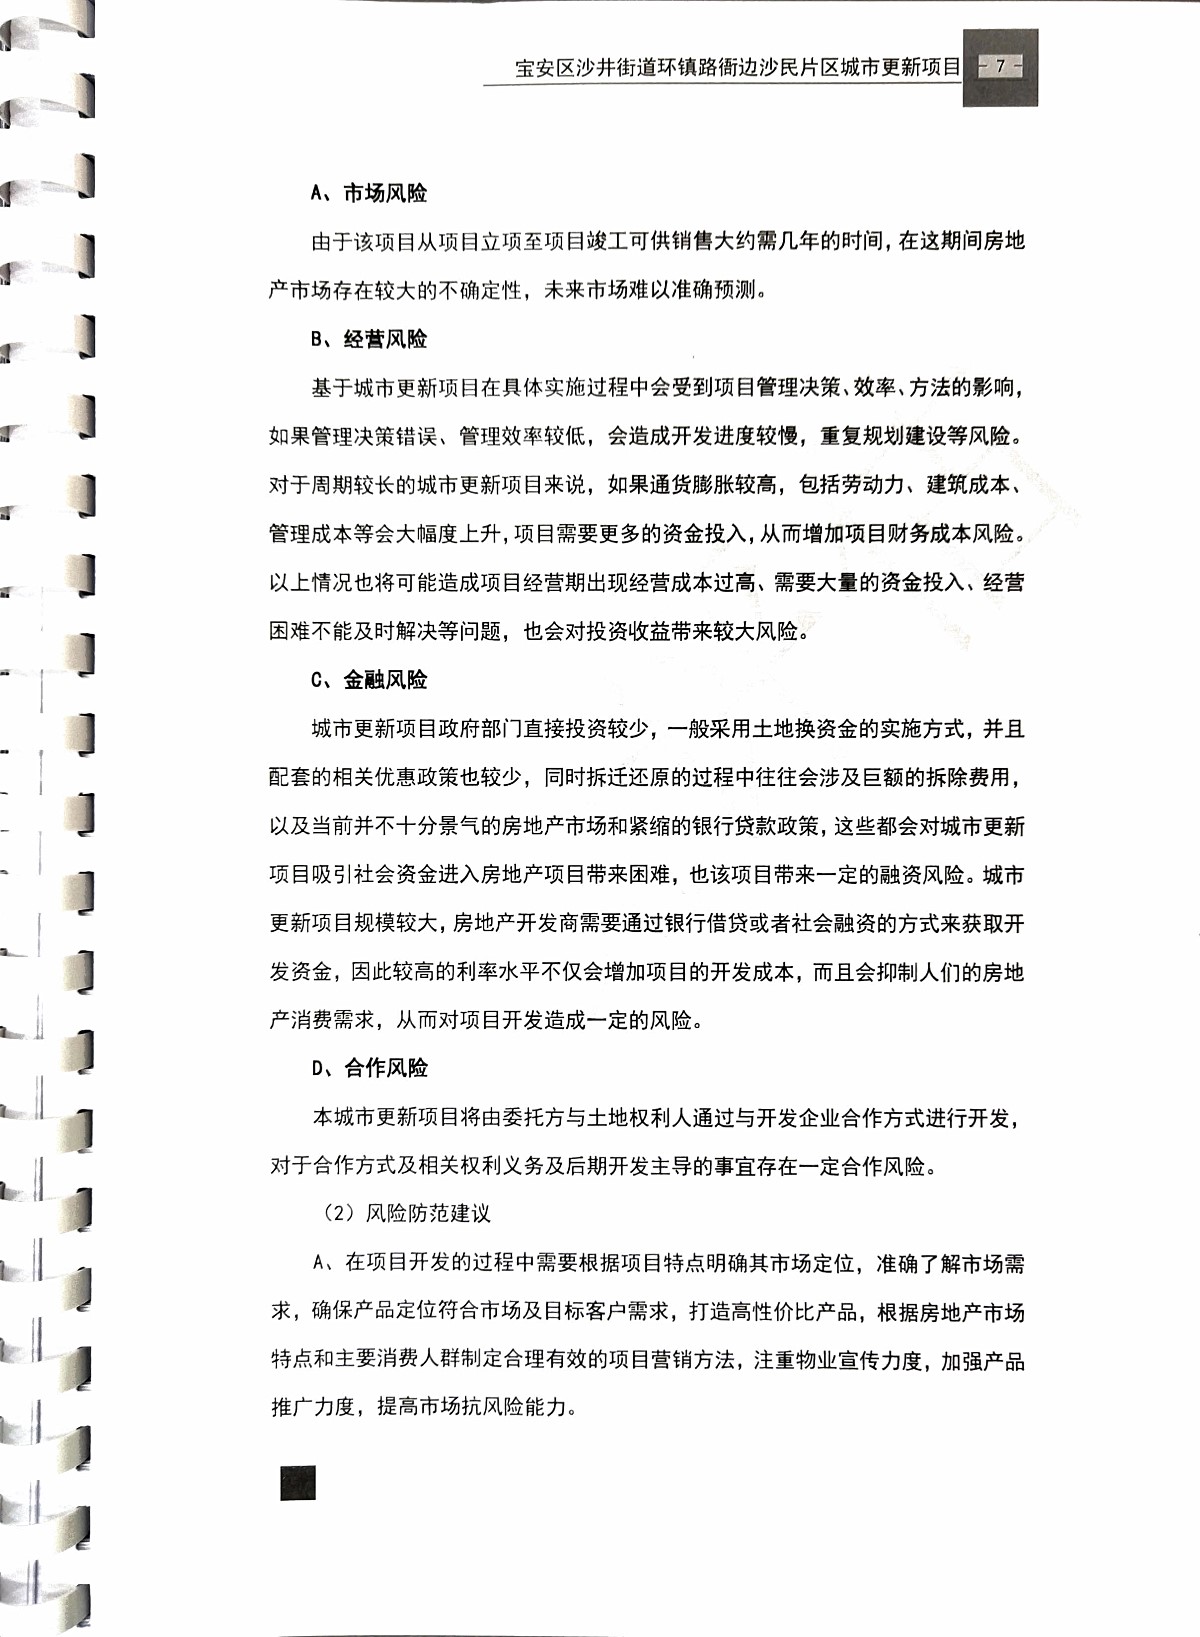 宝安区沙井街道环镇路衙边沙民片区城市更新项目
- 7 -
A、市场风险
由于该项目从项目立项至项目竣工可供销售大约需几年的时间，在这期间房地
产市场存在较大的不确定性，未来市场难以准确预测。
B、经营风险
基于城市更新项目在具体实施过程中会受到项目管理决策、效率、方法的影响，
如果管理决策错误、管理效率较低，会造成开发进度较慢，重复规划建设等风险。
对于周期较长的城市更新项目来说，如果通货膨胀较高，包括劳动力、建筑成本、
管理成本等会大幅度上升，项目需要更多的资金投入，从而增加项目财务成本风险。
以上情况也将可能造成项目经营期出现经营成本过高、需要大量的资金投入、经营
困难不能及时解决等问题，也会对投资收益带来较大风险。
C、金融风险
城市更新项目政府部门直接投资较少，一般采用土地换资金的实施方式，并且
配套的相关优惠政策也较少，同时拆迁还原的过程中往往会涉及巨额的拆除费用，
以及当前并不十分景气的房地产市场和紧缩的银行贷款政策，这些都会对城市更新
项目吸引社会资金进入房地产项目带来困难，也该项目带来一定的融资风险。城市
更新项目规模较大，房地产开发商需要通过银行借贷或者社会融资的方式来获取开
发资金，因此较高的利率水平不仅会增加项目的开发成本，而且会抑制人们的房地
产消费需求，从而对项目开发造成一定的风险。
D、合作风险
本城市更新项目将由委托方与土地权利人通过与开发企业合作方式进行开发，
对于合作方式及相关权利义务及后期开发主导的事宜存在一定合作风险。
（2）风险防范建议
A、在项目开发的过程中需要根据项目特点明确其市场定位，准确了解市场需
求，确保产品定位符合市场及目标客户需求，打造高性价比产品，根据房地产市场
特点和主要消费人群制定合理有效的项目营销方法，注重物业宣传力度，加强产品
推广力度，提高市场抗风险能力。